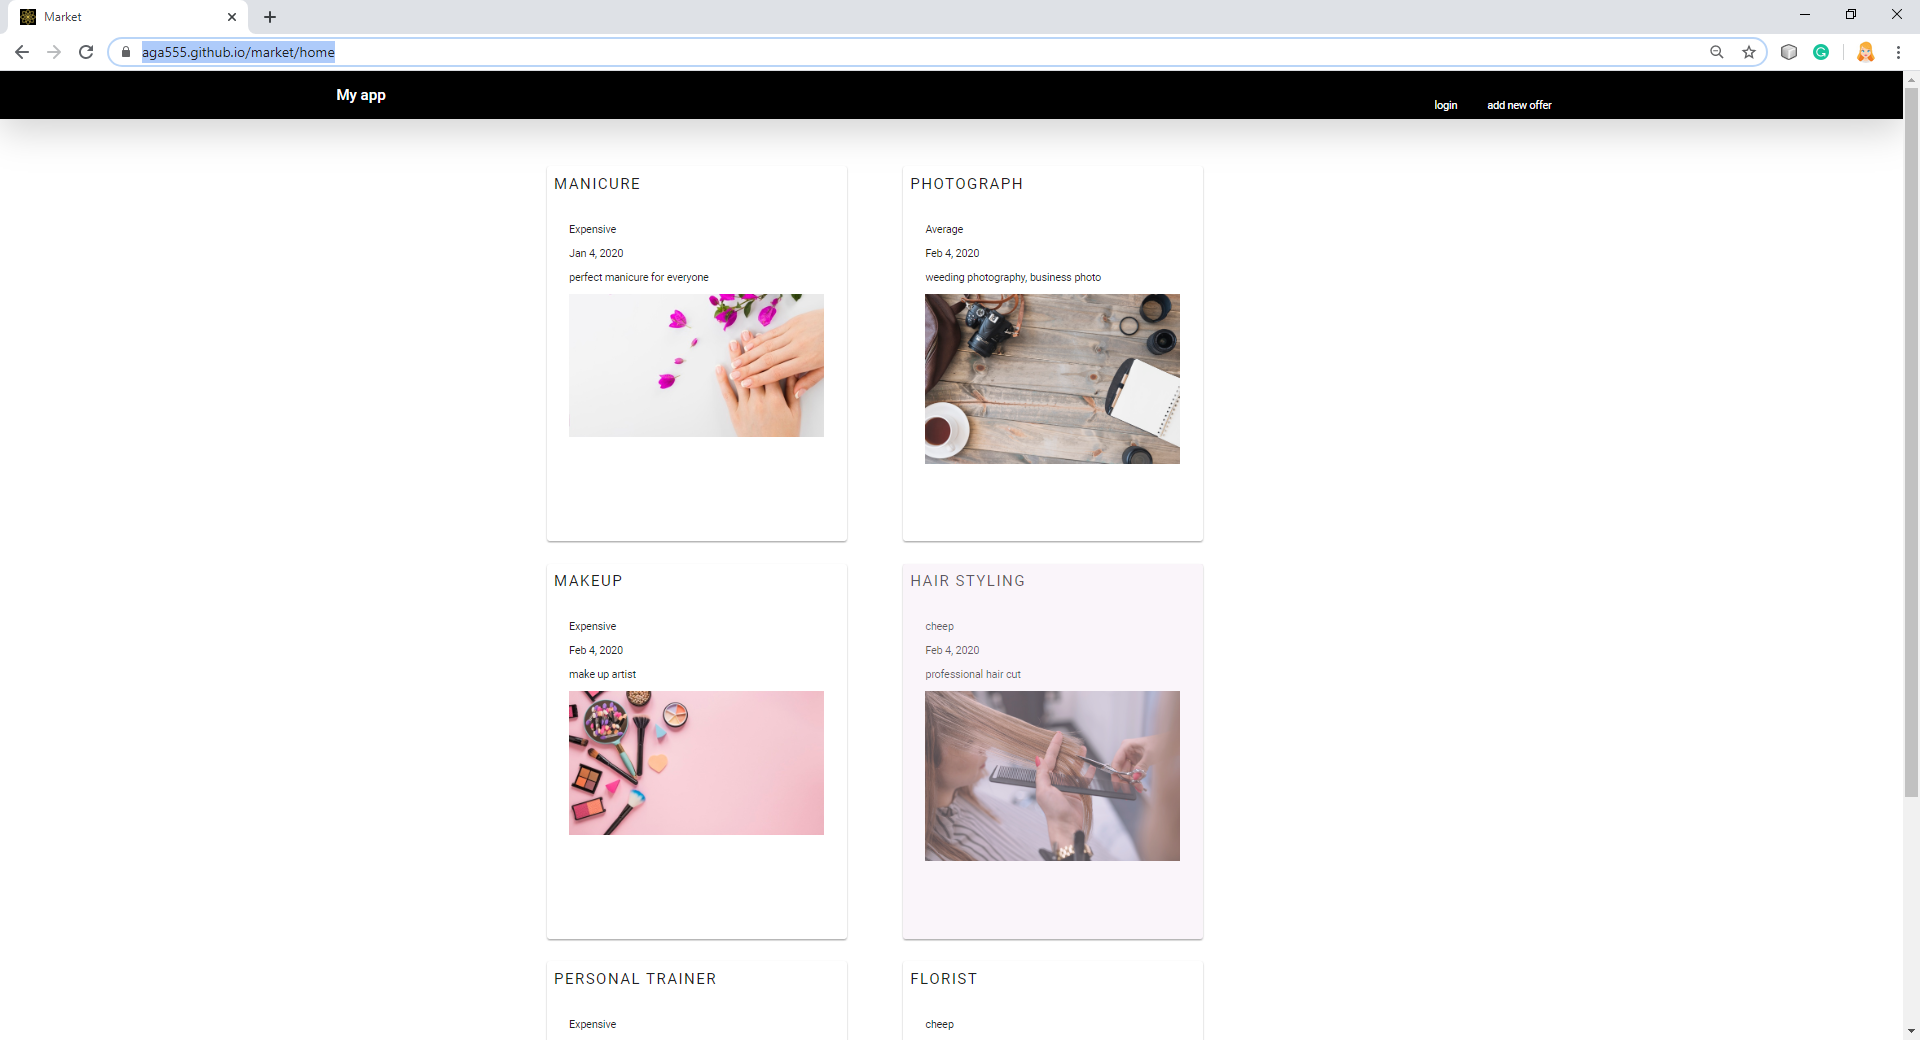 Market
aga555.github.io/market/home
My app
login
add new offer
MANICURE
Expensive
Jan 4, 2020
perfect manicure for everyone
PHOTOGRAPH
Average
Feb 4, 2020
weeding photography, business photo
MAKEUP
Expensive
Feb 4, 2020
make up artist
HAIR STYLING
cheep
Feb 4, 2020
professional hair cut
PERSONAL TRAINER
Expensive
FLORIST
cheep